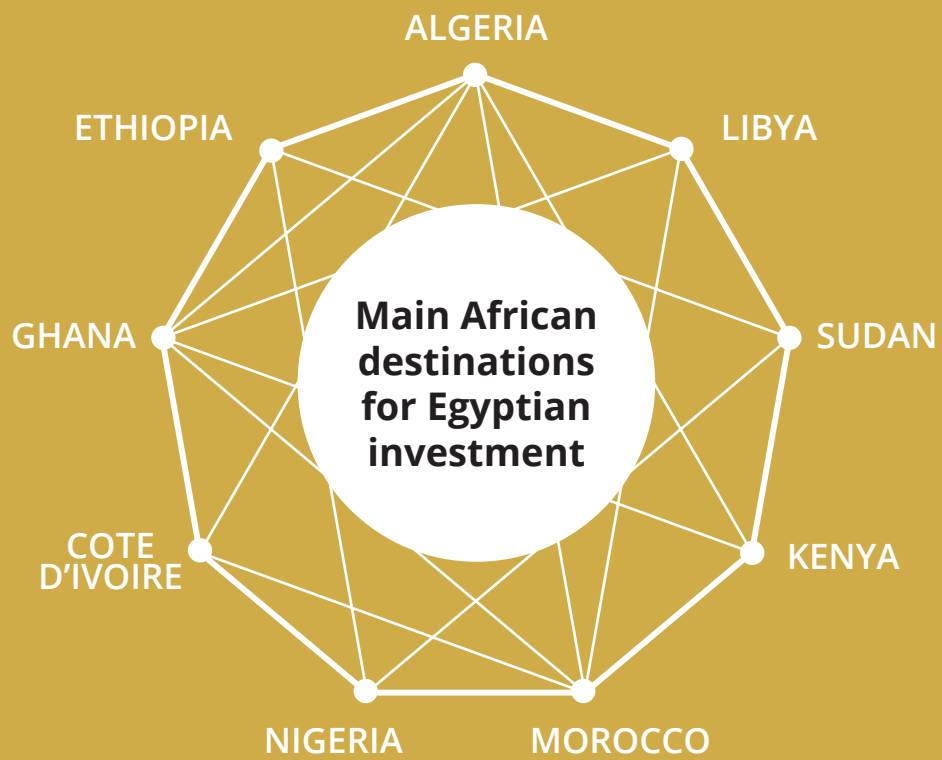 ALGERIA
ETHIOPIA
LIBYA
GHANA
Main African
destinations
for Egyptian
investment
SUDAN
COTE
D'IVOIRE
KENYA
NIGERIA
MOROCCO